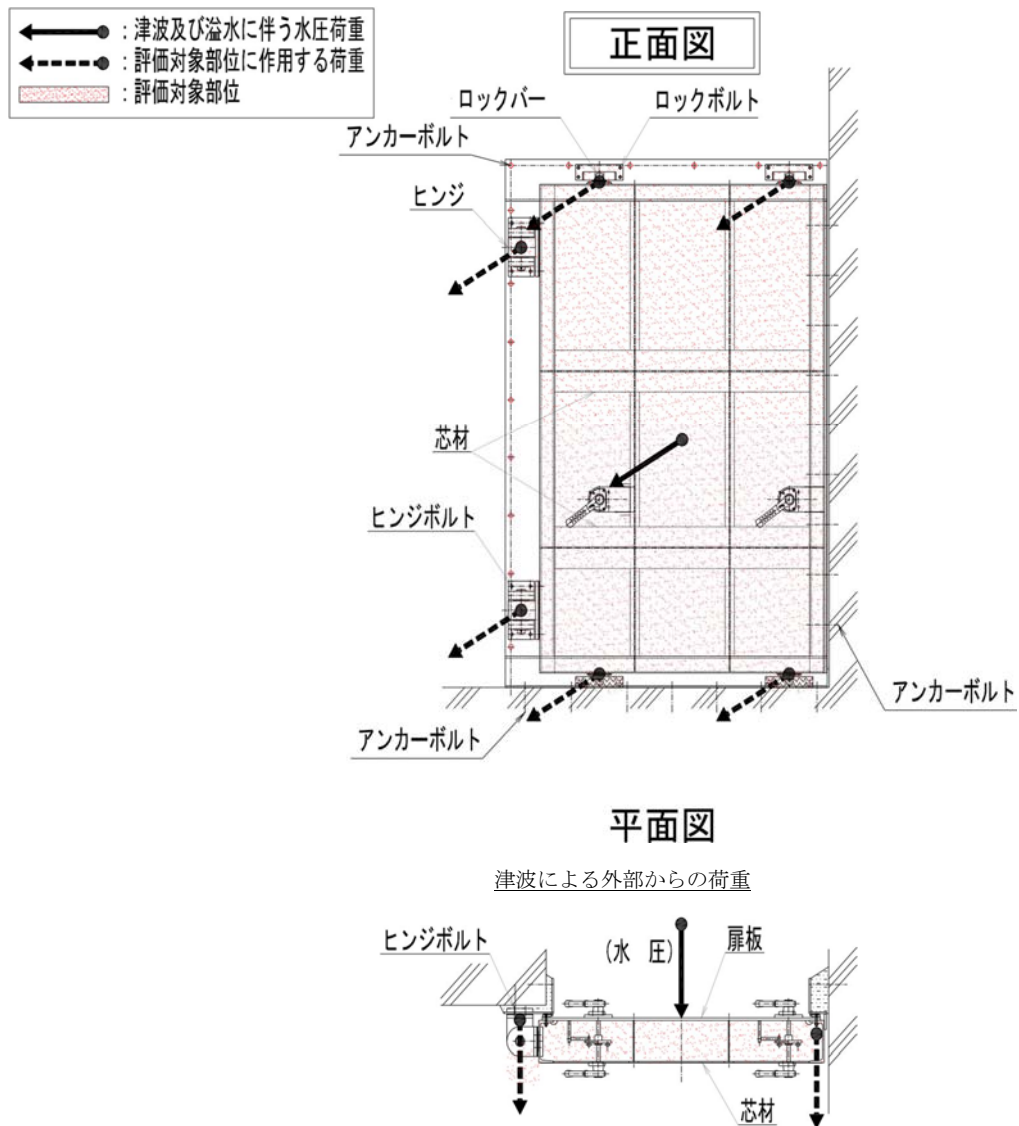 ：津波及び溢水に伴う水圧荷重
：評価対象部位に作用する荷重
：評価対象部位
正面図
ロックバー
ロックボルト
アンカーボルト
ヒンジ
芯材
ヒンジボルト
アンカーボルト
アンカーボルト
平面図
津波による外部からの荷重
ヒンジボルト
（水　圧）
扉板
芯材